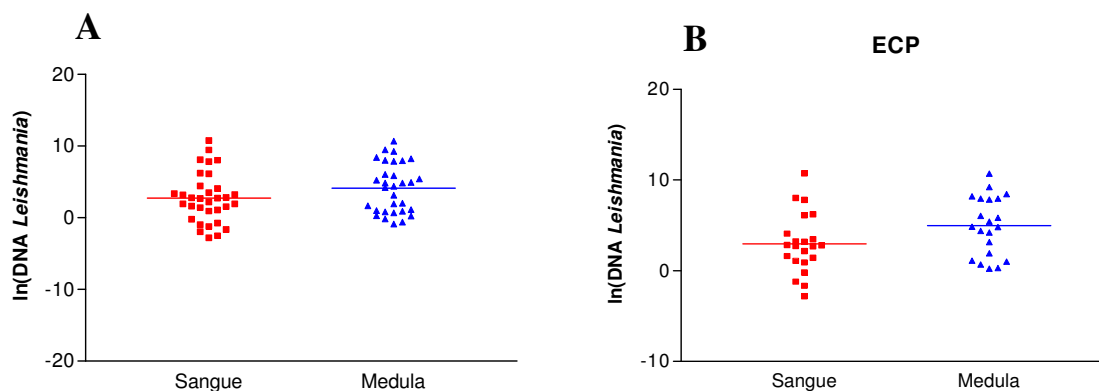 A
ln(DNA Leishmania)
20
10
0
-10
-20
Sangue Medula
B
ECP
ln(DNA Leishmania)
20
10
0
-10
Sangue Medula